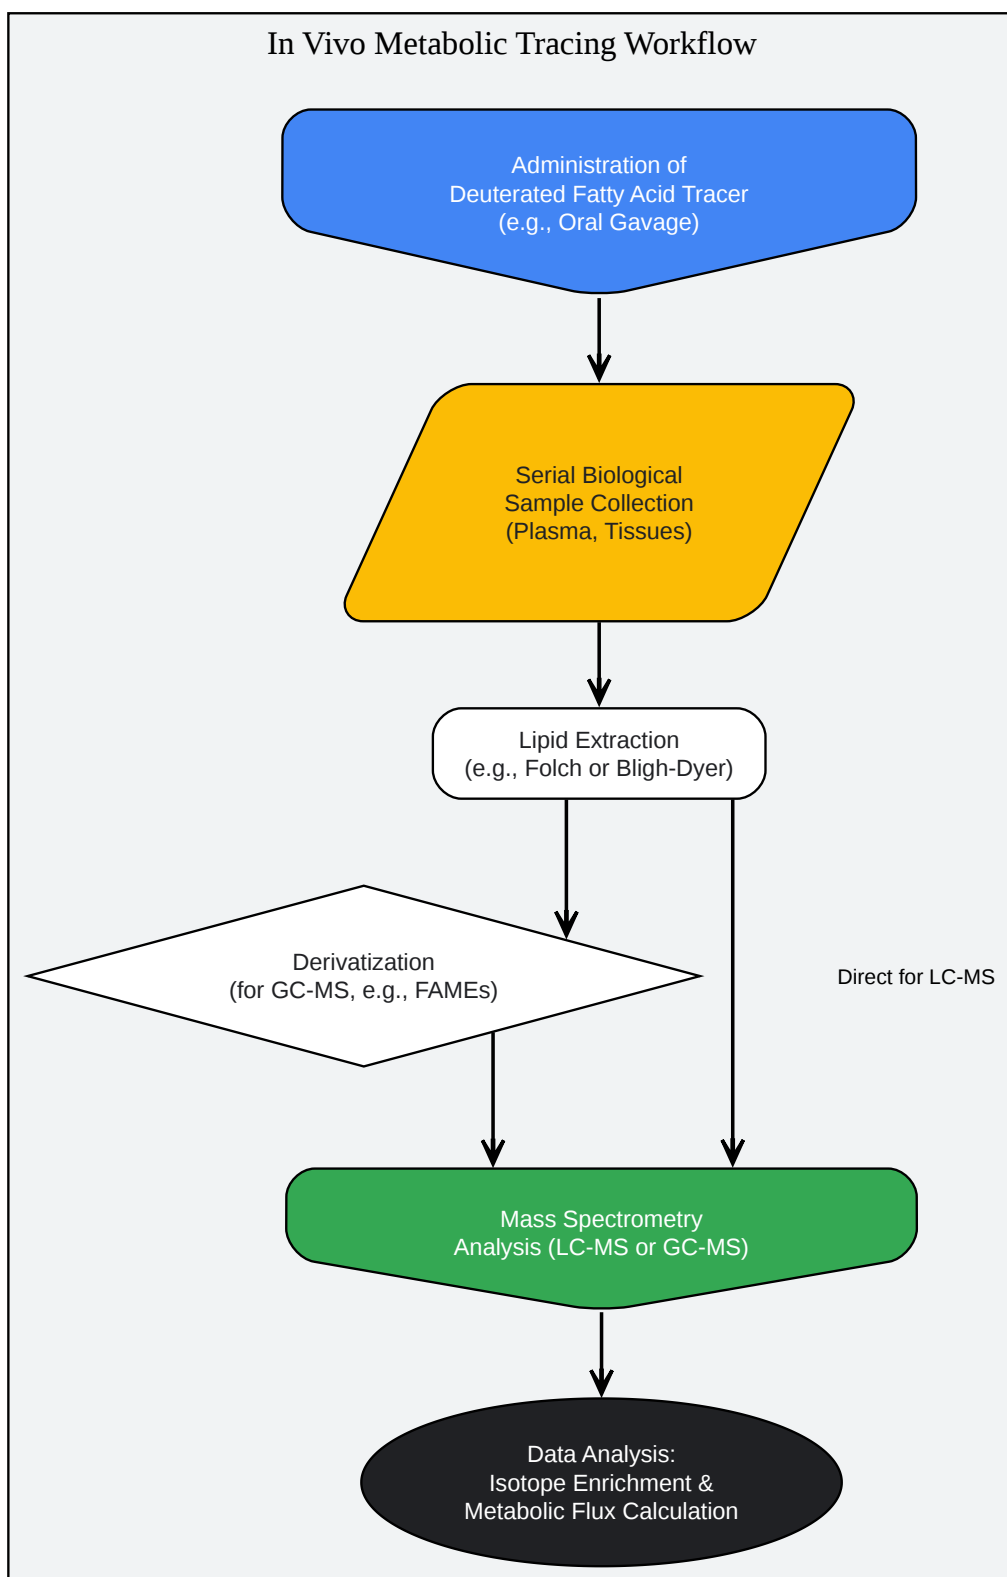 In Vivo Metabolic Tracing Workflow
Administration of
Deuterated Fatty Acid Tracer
(e.g., Oral Gavage)
Serial Biological
Sample Collection
(Plasma, Tissues)
Lipid Extraction
(e.g., Folch or Bligh-Dyer)
Derivatization
(for GC-MS, e.g., FAMEs)
Direct for LC-MS
Mass Spectrometry
Analysis (LC-MS or GC-MS)
Data Analysis:
Isotope Enrichment &
Metabolic Flux Calculation